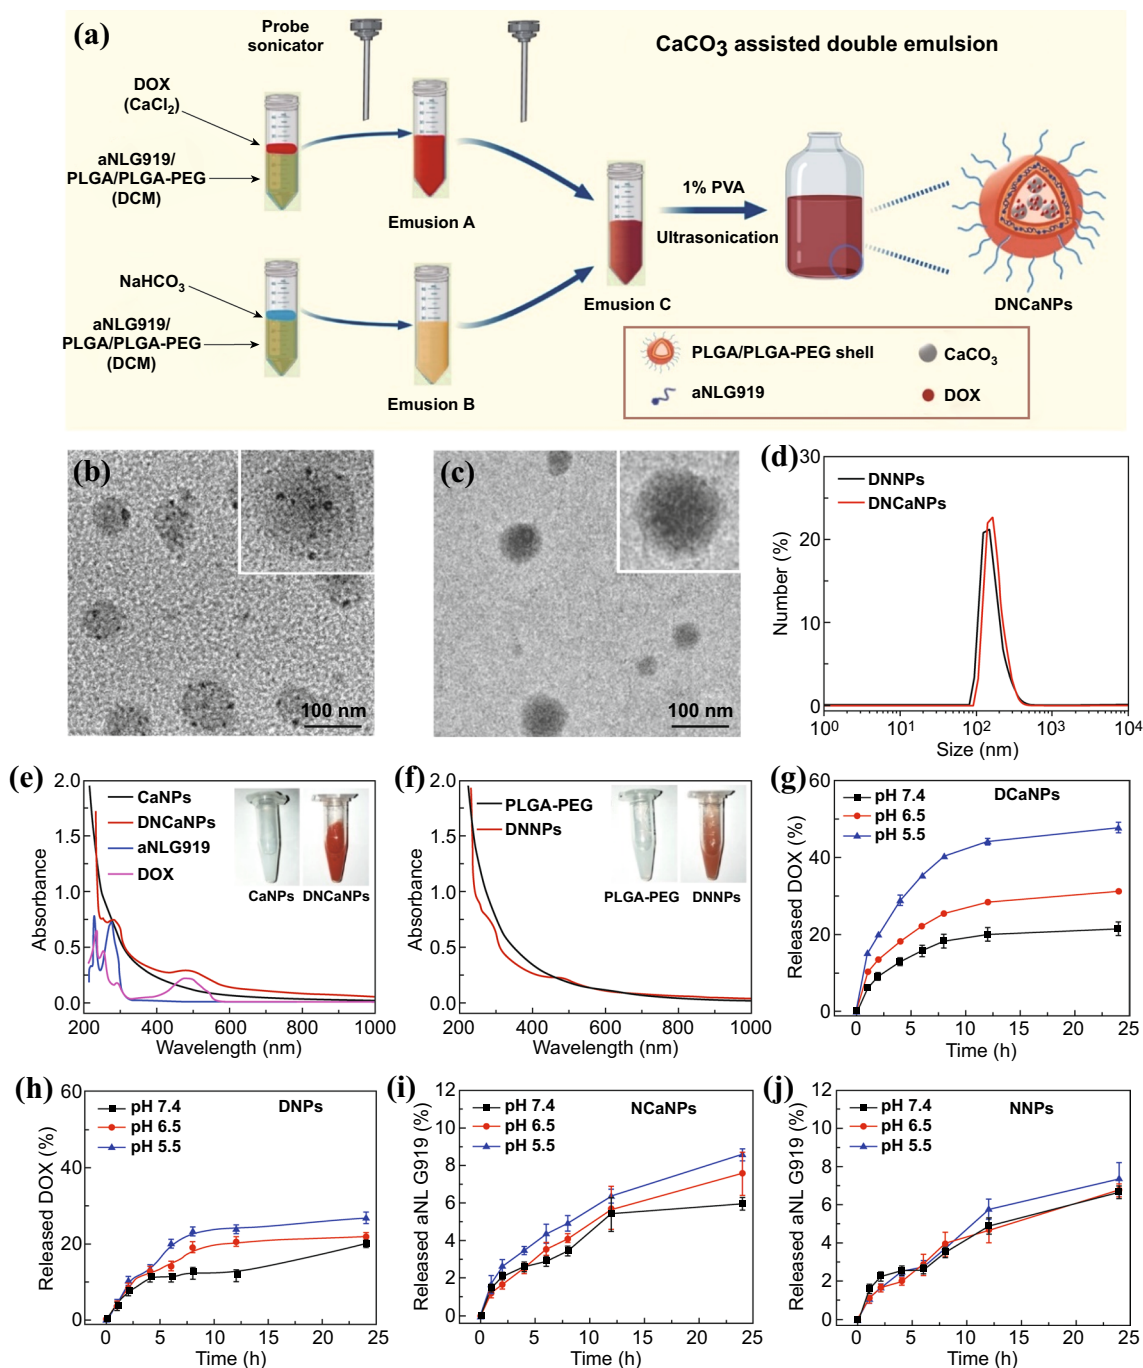 (a)
Probe
sonicator
CaCO₃ assisted double emulsion
DOX
(CaCl₂)
aNLG919/
PLGA/PLGA-PEG
(DCM)
Emusion A
1% PVA
Ultrasonication
NaHCO₃
aNLG919/
PLGA/PLGA-PEG
(DCM)
Emusion C
DNCaNPs
Emusion B
PLGA/PLGA-PEG shell
CaCO₃
aNLG919
DOX
(b)
100 nm
(c)
100 nm
(d)
DNNPs
DNCaNPs
Number (%)
30
20
10
0
10⁰ 10¹ 10² 10³ 10⁴
Size (nm)
(e)
CaNPs
DNCaNPs
aNLG919
DOX
CaNPs DNCaNPs
Absorbance
2.0
1.5
1.0
0.5
0.0
200 400 600 800 1000
Wavelength (nm)
(f)
PLGA-PEG
DNNPs
PLGA-PEG DNNPs
Absorbance
2.0
1.5
1.0
0.5
0.0
200 400 600 800 1000
Wavelength (nm)
(g)
DCaNPs
pH 7.4
pH 6.5
pH 5.5
Released DOX (%)
60
40
20
0
0 5 10 15 20 25
Time (h)
(h)
DNPs
pH 7.4
pH 6.5
pH 5.5
Released DOX (%)
60
40
20
0
0 5 10 15 20 25
Time (h)
(i)
NCaNPs
pH 7.4
pH 6.5
pH 5.5
Released aNL G919 (%)
12
10
8
6
4
2
0
0 5 10 15 20 25
Time (h)
(j)
NNPs
pH 7.4
pH 6.5
pH 5.5
Released aNL G919 (%)
12
10
8
6
4
2
0
0 5 10 15 20 25
Time (h)